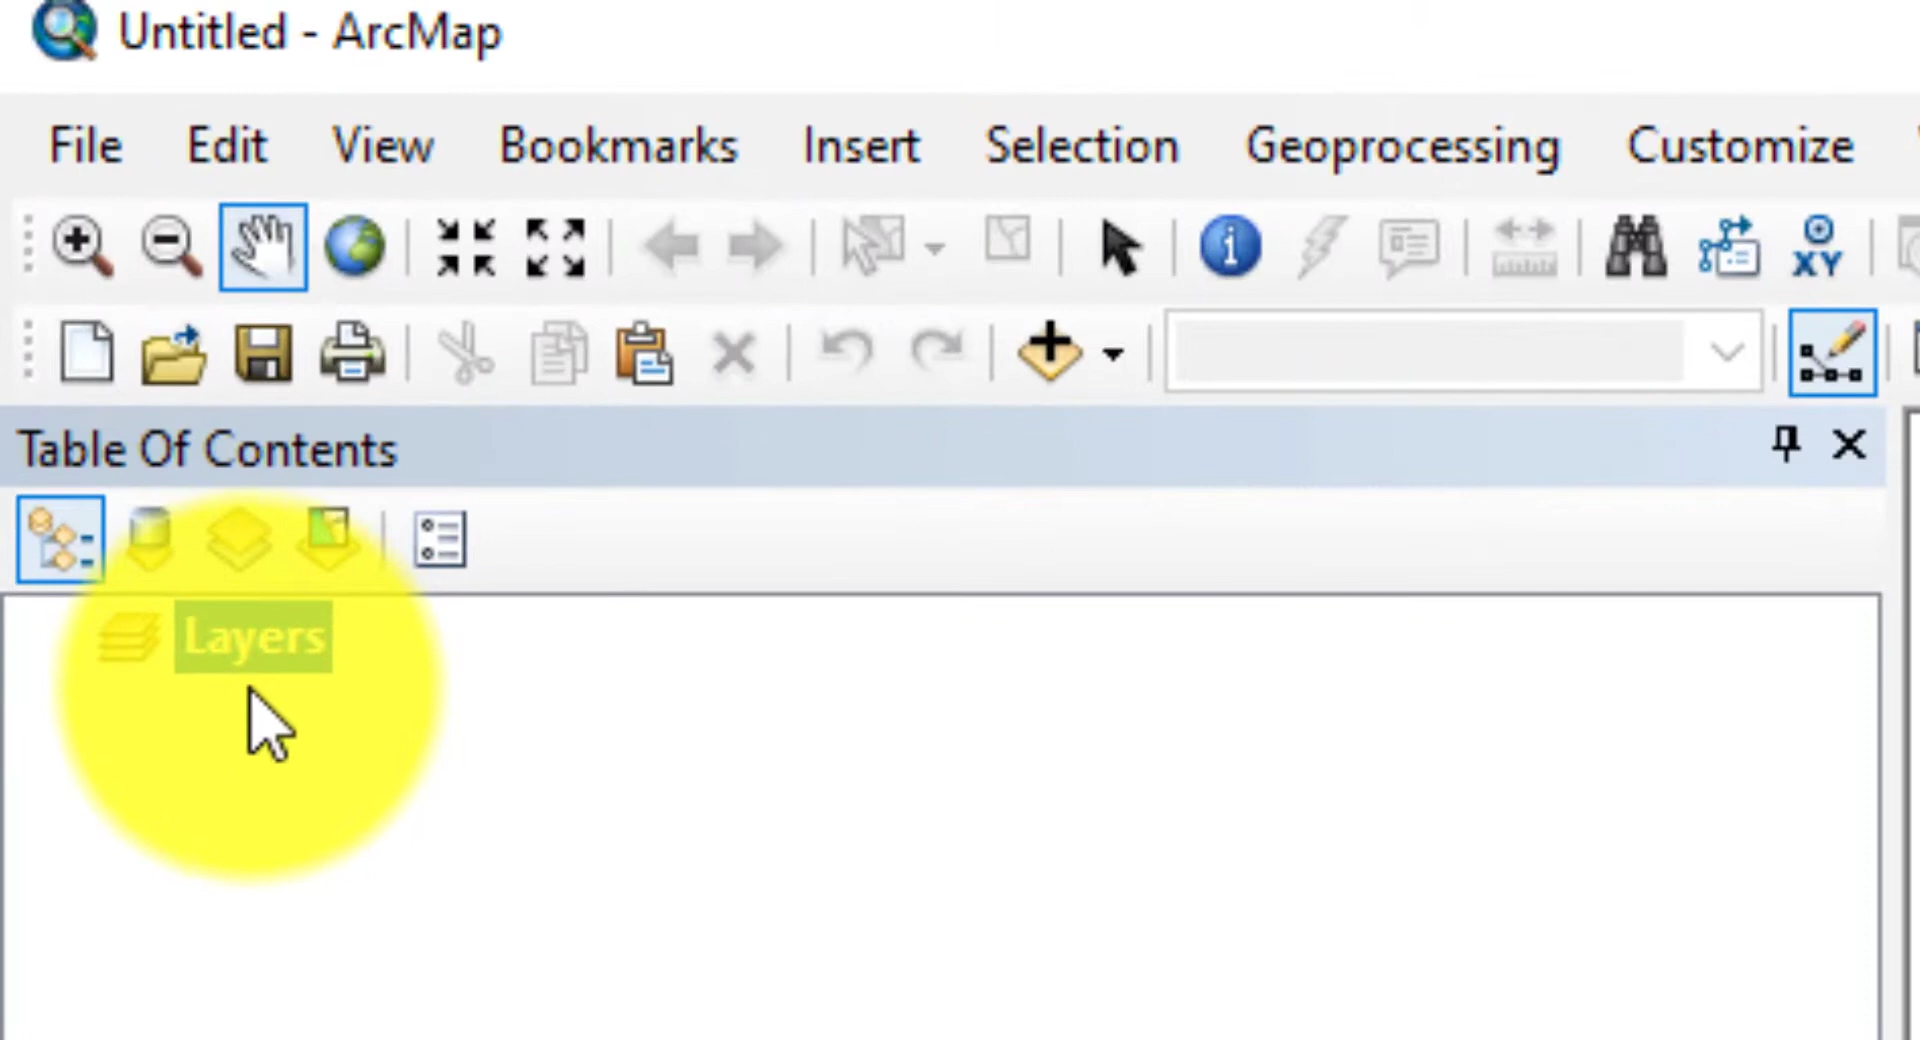 Untitled - ArcMap
File Edit View Bookmarks Insert Selection Geoprocessing Customize
XY
Table Of Contents
Layers